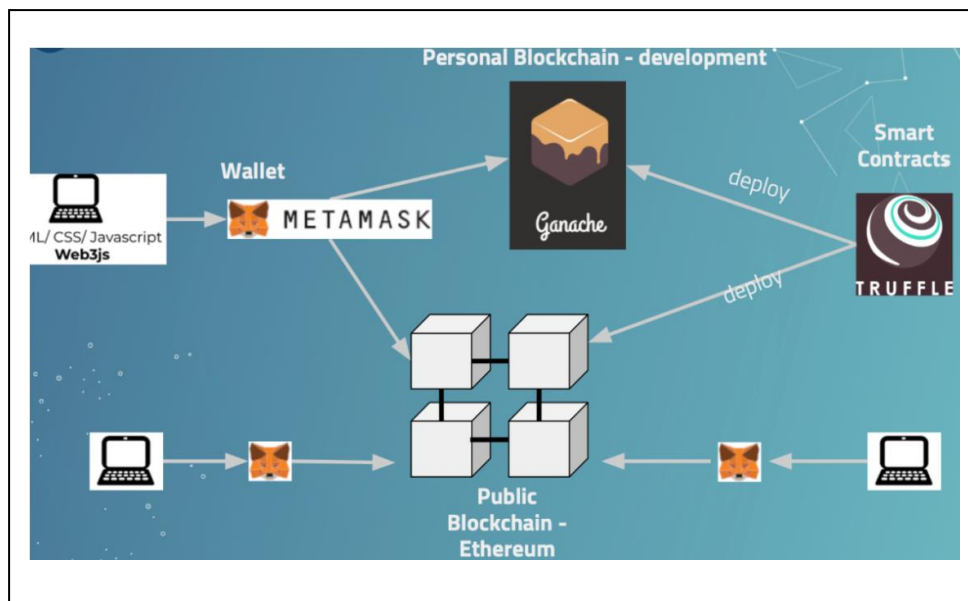 Personal Blockchain - development
Smart
Contracts
Wallet
deploy
METAMASK
ML/ CSS/ Javascript
Web3js
Ganache
TRUFFLE
deploy
Public
Blockchain -
Ethereum